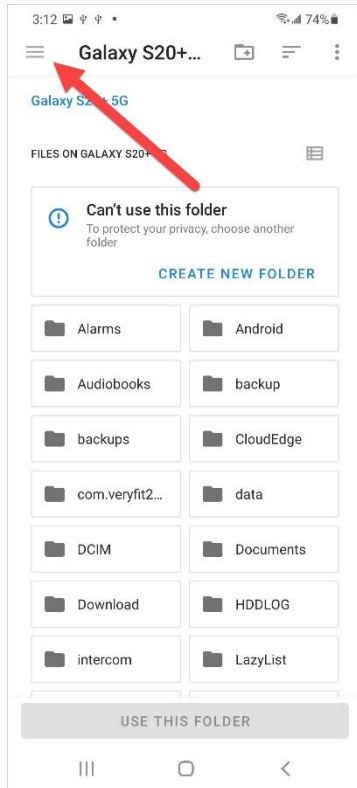 3:12 74%
Galaxy S20+...
Galaxy S20+ 5G
FILES ON GALAXY S20+ 5G
Can't use this folder
To protect your privacy, choose another
folder
CREATE NEW FOLDER
Alarms Android
Audiobooks backup
backups CloudEdge
com.veryfit2... data
DCIM Documents
Download HDDLOG
intercom LazyList
USE THIS FOLDER